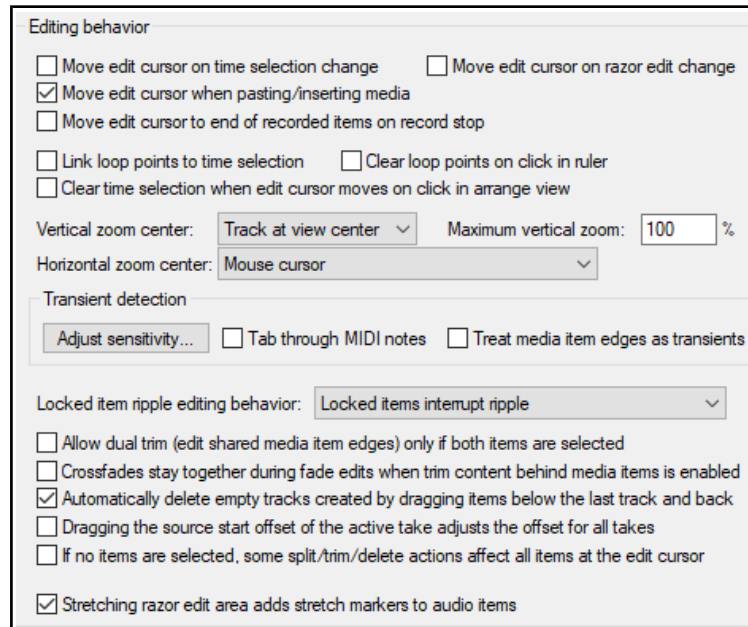 Editing behavior
Move edit cursor on time selection change Move edit cursor on razor edit change
Move edit cursor when pasting/inserting media
Move edit cursor to end of recorded items on record stop
Link loop points to time selection Clear loop points on click in ruler
Clear time selection when edit cursor moves on click in arrange view
Vertical zoom center: Track at view center Maximum vertical zoom: 100 %
Horizontal zoom center: Mouse cursor
Transient detection
Adjust sensitivity... Tab through MIDI notes Treat media item edges as transients
Locked item ripple editing behavior: Locked items interrupt ripple
Allow dual trim (edit shared media item edges) only if both items are selected
Crossfades stay together during fade edits when trim content behind media items is enabled
Automatically delete empty tracks created by dragging items below the last track and back
Dragging the source start offset of the active take adjusts the offset for all takes
If no items are selected, some split/trim/delete actions affect all items at the edit cursor
Stretching razor edit area adds stretch markers to audio items